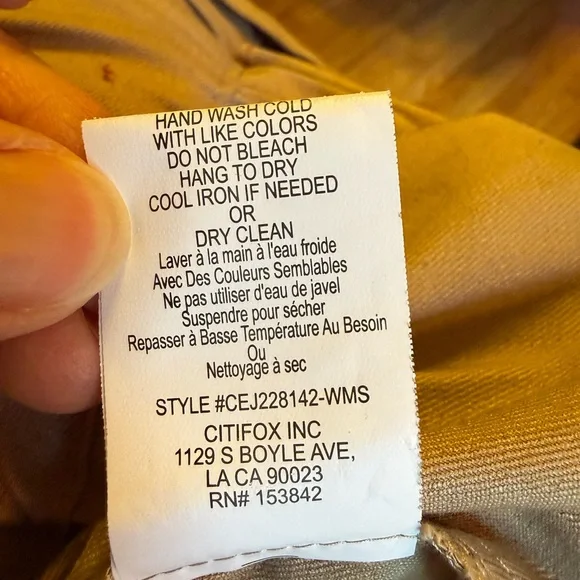 HAND WASH COLD
WITH LIKE COLORS
DO NOT BLEACH
HANG TO DRY
COOL IRON IF NEEDED
OR
DRY CLEAN
Laver à la main à l'eau froide
Avec Des Couleurs Semblables
Ne pas utiliser d'eau de javel
Suspendre pour sécher
Repasser à Basse Température Au Besoin
Ou
Nettoyage à sec
STYLE #CEJ228142-WMS
CITIFOX INC
1129 S BOYLE AVE,
LA CA 90023
RN# 153842